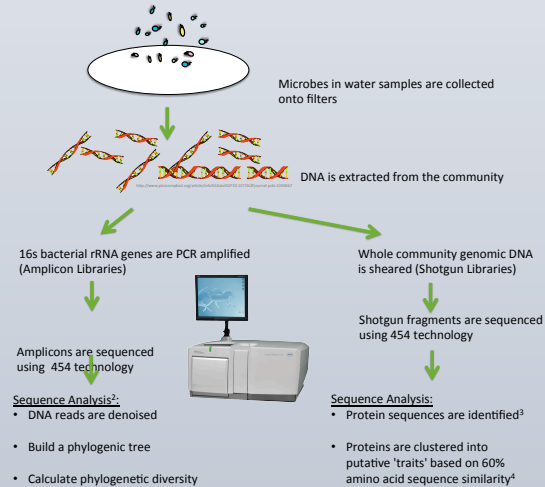 Microbes in water samples are collected
onto filters
DNA is extracted from the community
16s bacterial rRNA genes are PCR amplified
(Amplicon Libraries)
Whole community genomic DNA
is sheared (Shotgun Libraries)
Shotgun fragments are sequenced
using 454 technology
Amplicons are sequenced
using 454 technology
Sequence Analysis²:
• DNA reads are denoised
• Build a phylogenic tree
• Calculate phylogenetic diversity
Sequence Analysis:
• Protein sequences are identified³
• Proteins are clustered into
putative 'traits' based on 60%
amino acid sequence similarity⁴